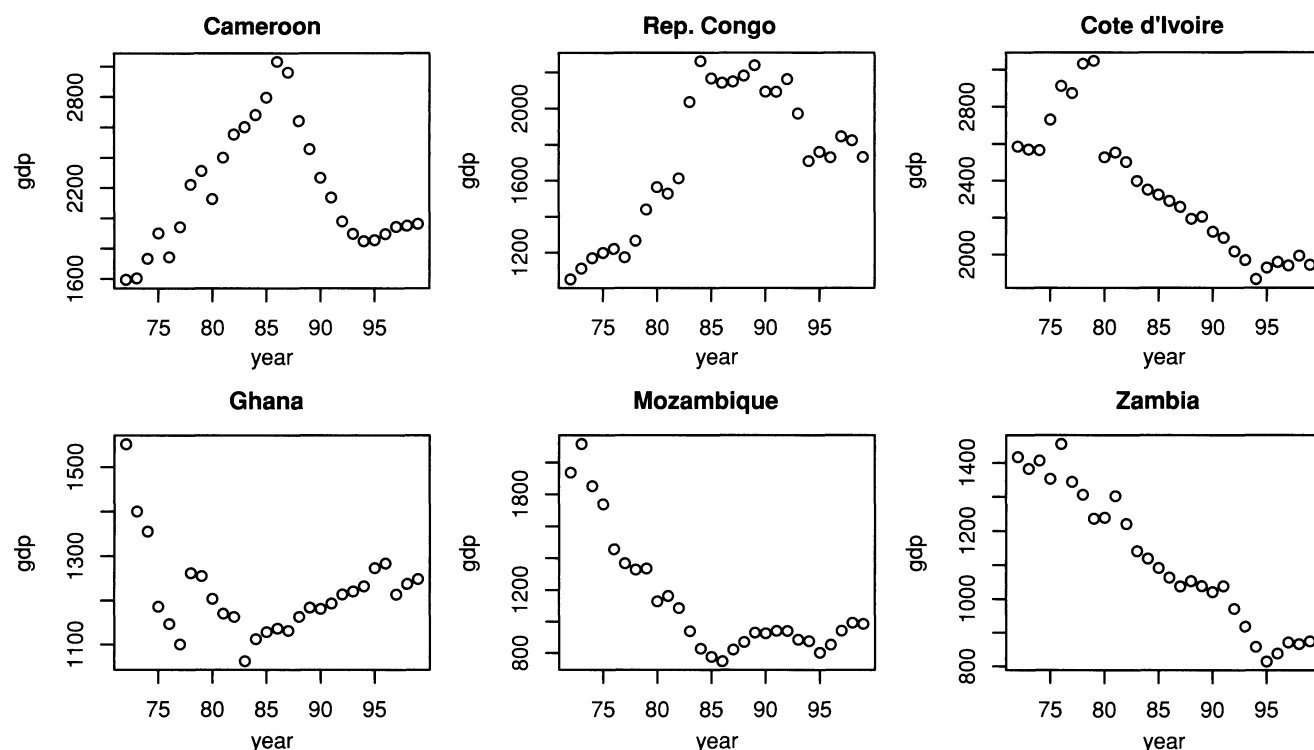 Cameroon
gdp
1600 2200 2800
75 80 85 90 95
year
Rep. Congo
gdp
1200 1600 2000
75 80 85 90 95
year
Cote d'Ivoire
gdp
2000 2400 2800
75 80 85 90 95
year
Ghana
gdp
1100 1300 1500
75 80 85 90 95
year
Mozambique
gdp
800 1200 1800
75 80 85 90 95
year
Zambia
gdp
800 1000 1200 1400
75 80 85 90 95
year